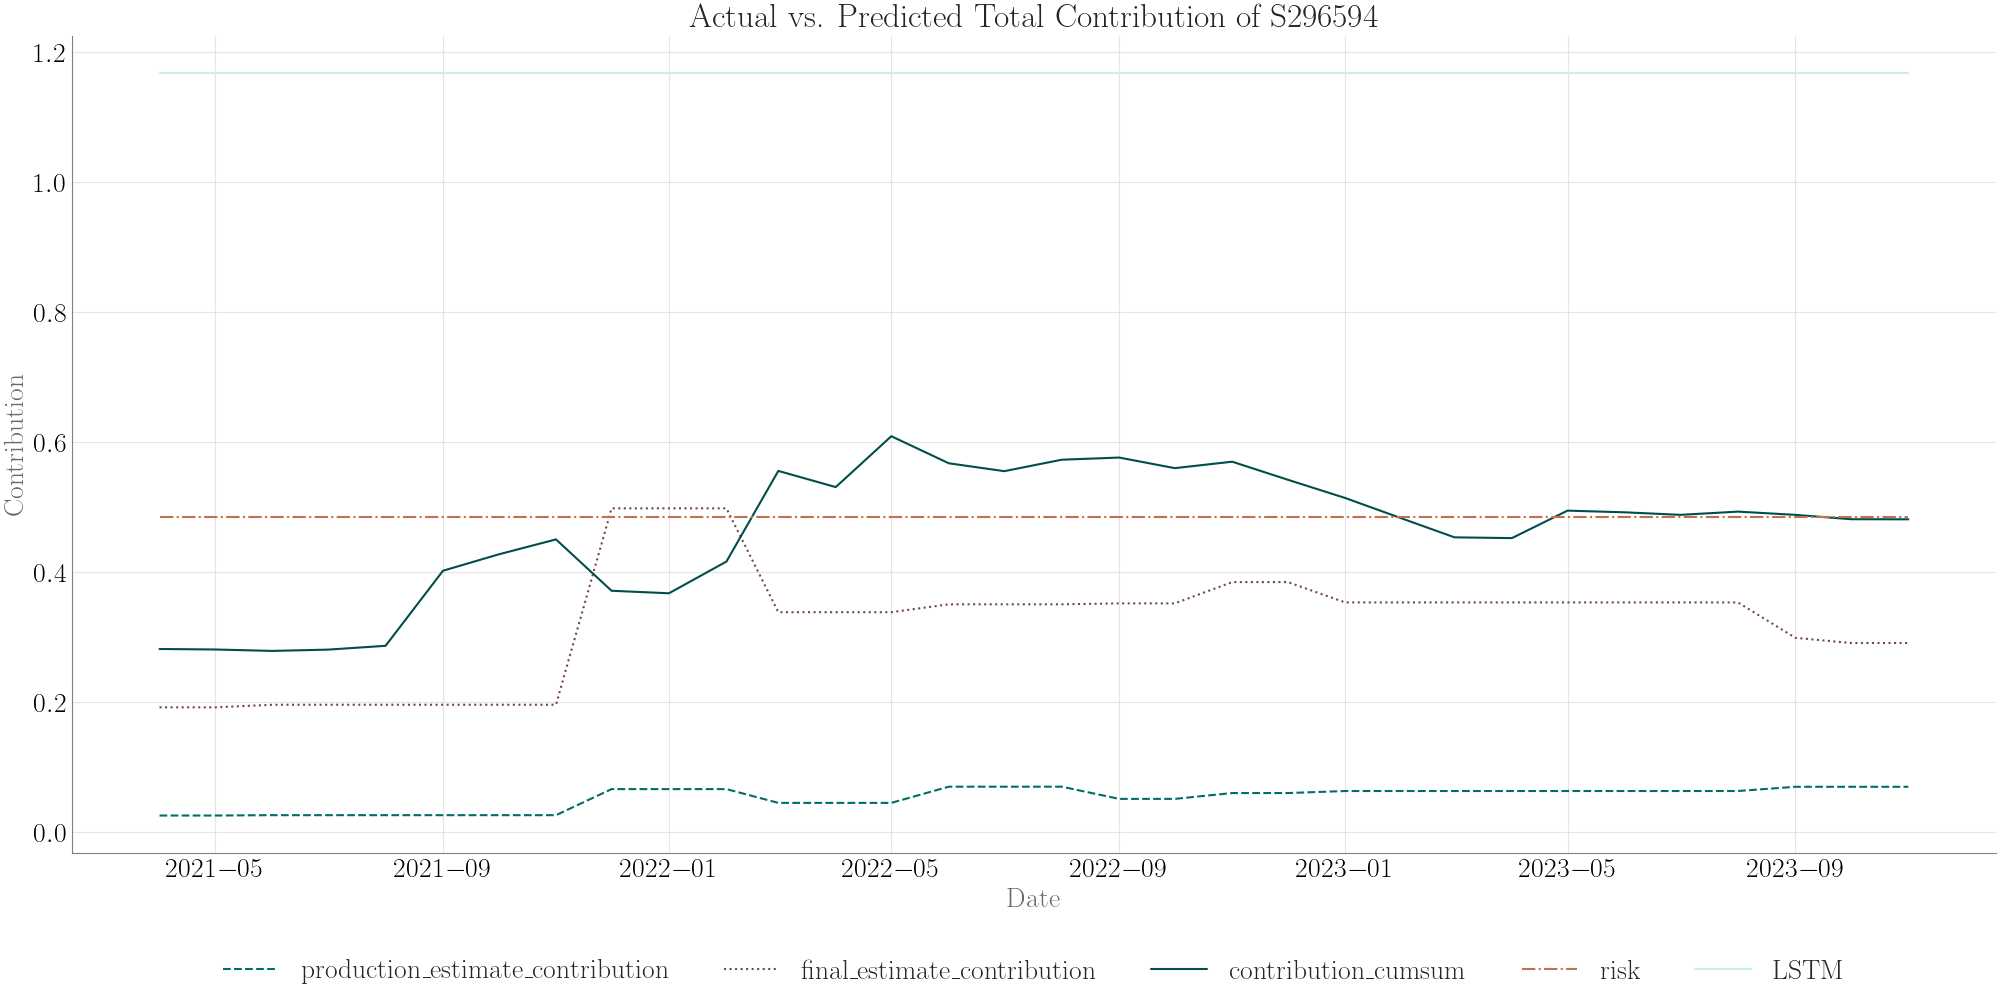 Actual vs. Predicted Total Contribution of S296594
1.2
1.0
0.8
0.6
0.4
0.2
0.0
Contribution
2021−05 2021−09 2022−01 2022−05 2022−09 2023−01 2023−05 2023−09
Date
production_estimate_contribution final_estimate_contribution contribution_cumsum risk LSTM